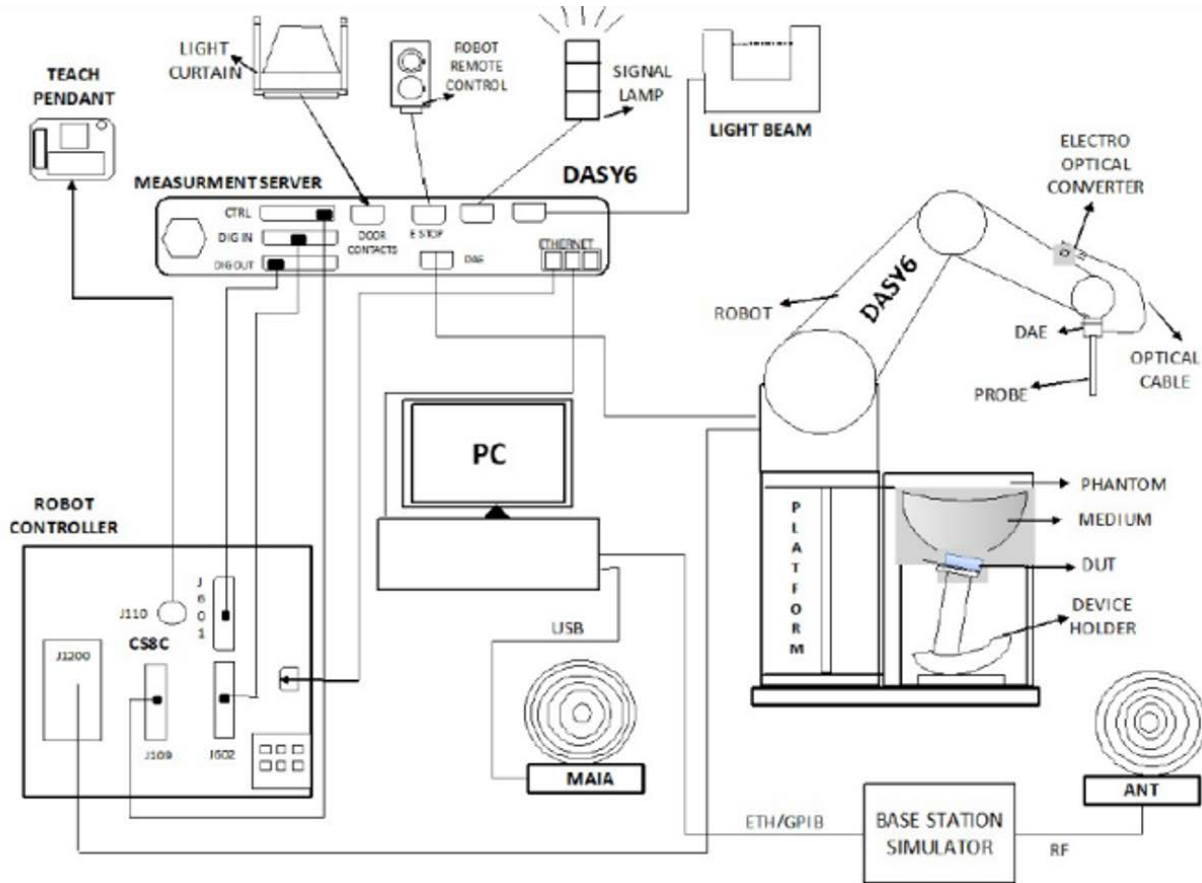 LIGHT
CURTAIN
ROBOT
REMOTE
CONTROL
SIGNAL
LAMP
LIGHT BEAM
TEACH
PENDANT
ELECTRO
OPTICAL
CONVERTER
MEASURMENT SERVER
DASY6
CTRL
DIG IN
DIG OUT
DOOR
CONTACTS
E STOP
DAE
ETHERNET
ROBOT
DASY6
DAE
OPTICAL
CABLE
PROBE
PC
PLATFORM
PHANTOM
MEDIUM
DUT
DEVICE
HOLDER
ROBOT
CONTROLLER
J110
J601
CS8C
J1200
J109
J602
USB
MAIA
ETH/GPIB
BASE STATION
SIMULATOR
RF
ANT